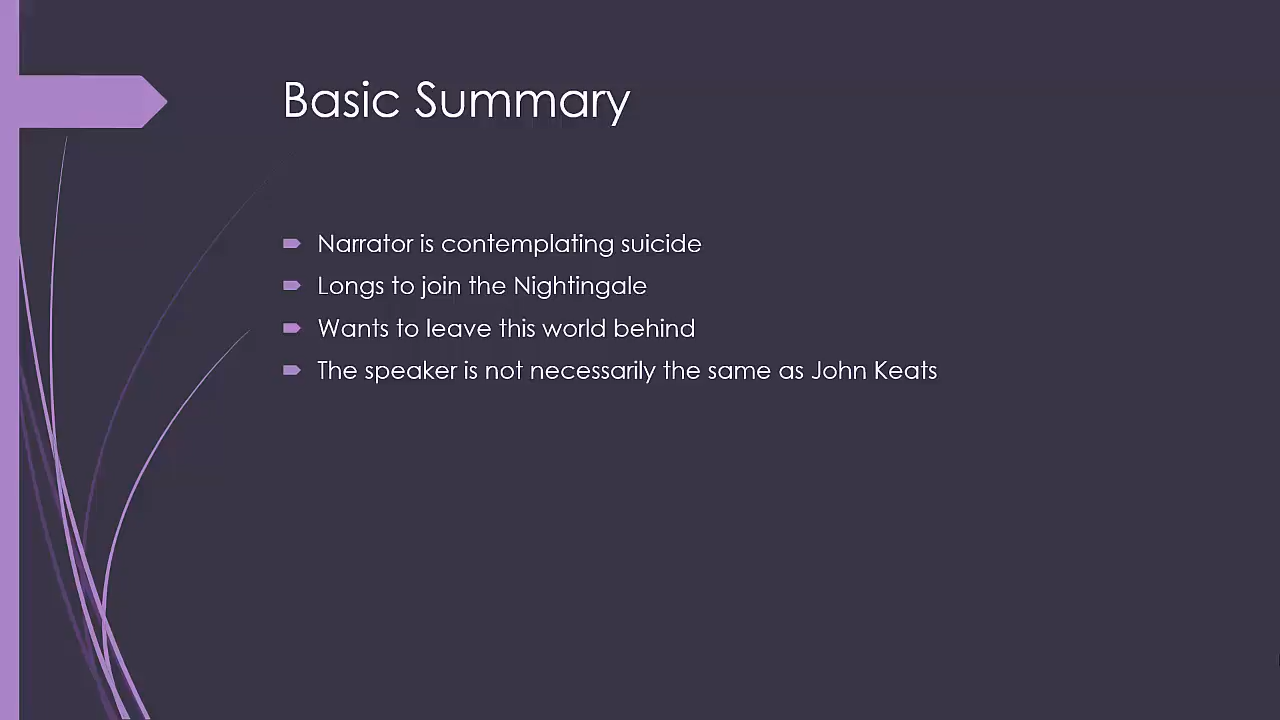 Basic Summary
Narrator is contemplating suicide
Longs to join the Nightingale
Wants to leave this world behind
The speaker is not necessarily the same as John Keats